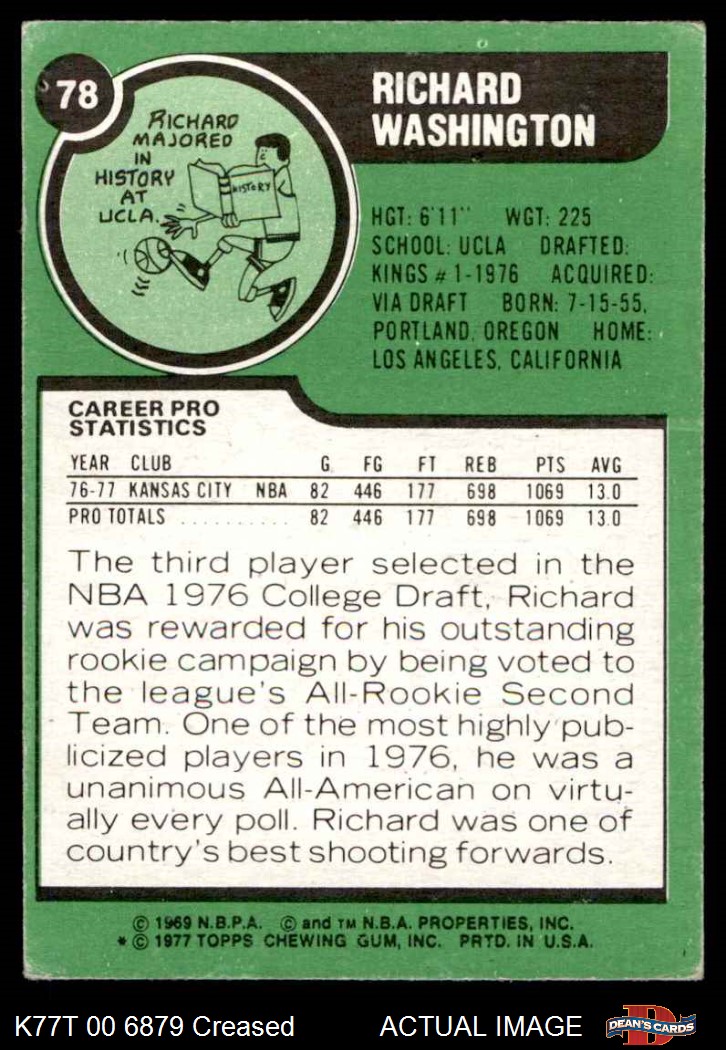 78
RICHARD
WASHINGTON
RICHARD
MAJORED
IN
HISTORY
AT
UCLA.
HISTORY
HGT: 6'11" WGT: 225
SCHOOL: UCLA DRAFTED:
KINGS #1-1976 ACQUIRED:
VIA DRAFT BORN: 7-15-55,
PORTLAND, OREGON HOME:
LOS ANGELES, CALIFORNIA
CAREER PRO
STATISTICS
YEAR CLUB G FG FT REB PTS AVG
76-77 KANSAS CITY NBA 82 446 177 698 1069 13.0
PRO TOTALS .......... 82 446 177 698 1069 13.0
The third player selected in the
NBA 1976 College Draft, Richard
was rewarded for his outstanding
rookie campaign by being voted to
the league's All-Rookie Second
Team. One of the most highly pub-
licized players in 1976, he was a
unanimous All-American on virtu-
ally every poll. Richard was one of
country's best shooting forwards.
© 1969 N.B.P.A. © and TM N.B.A. PROPERTIES, INC.
* © 1977 TOPPS CHEWING GUM, INC. PRTD. IN U.S.A.
K77T 00 6879 Creased ACTUAL IMAGE
D
DEAN'S CARDS